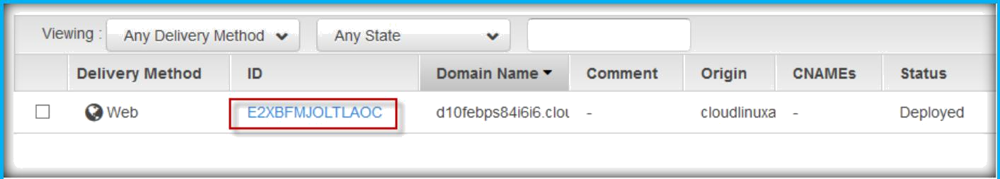 Viewing : Any Delivery Method Any State
Delivery Method ID Domain Name Comment Origin CNAMEs Status
Web E2XBFMJOLTLAOC d10febps84i6i6.clou - cloudlinuxa - Deployed